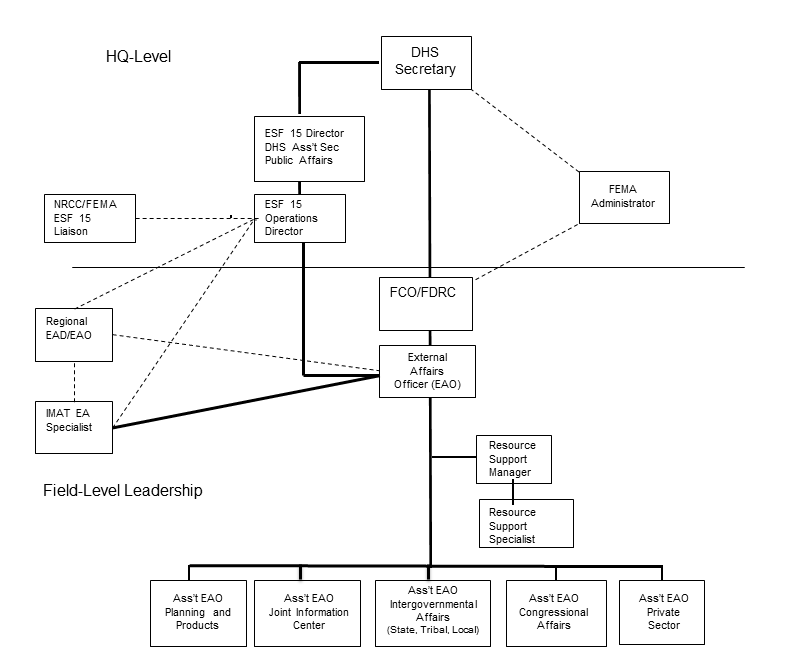 HQ-Level
DHS
Secretary
ESF 15 Director
DHS Ass't Sec
Public Affairs
FEMA
Administrator
NRCC/FEMA
ESF 15
Liaison
ESF 15
Operations
Director
FCO/FDRC
Regional
EAD/EAO
External
Affairs
Officer (EAO)
IMAT EA
Specialist
Resource
Support
Manager
Field-Level Leadership
Resource
Support
Specialist
Ass't EAO
Planning and
Products
Ass't EAO
Joint Information
Center
Ass't EAO
Intergovernmental
Affairs
(State, Tribal, Local)
Ass't EAO
Congressional
Affairs
Ass't EAO
Private
Sector